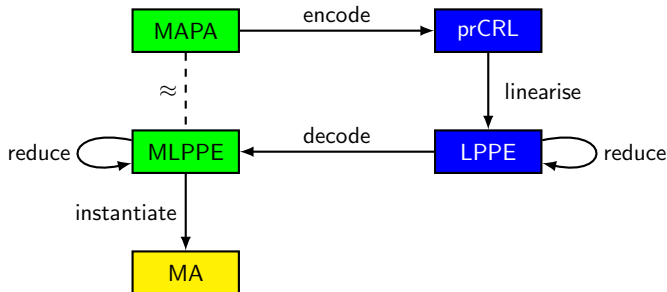 MAPA
encode
prCRL
≈
linearise
reduce
MLPPE
decode
LPPE
reduce
instantiate
MA